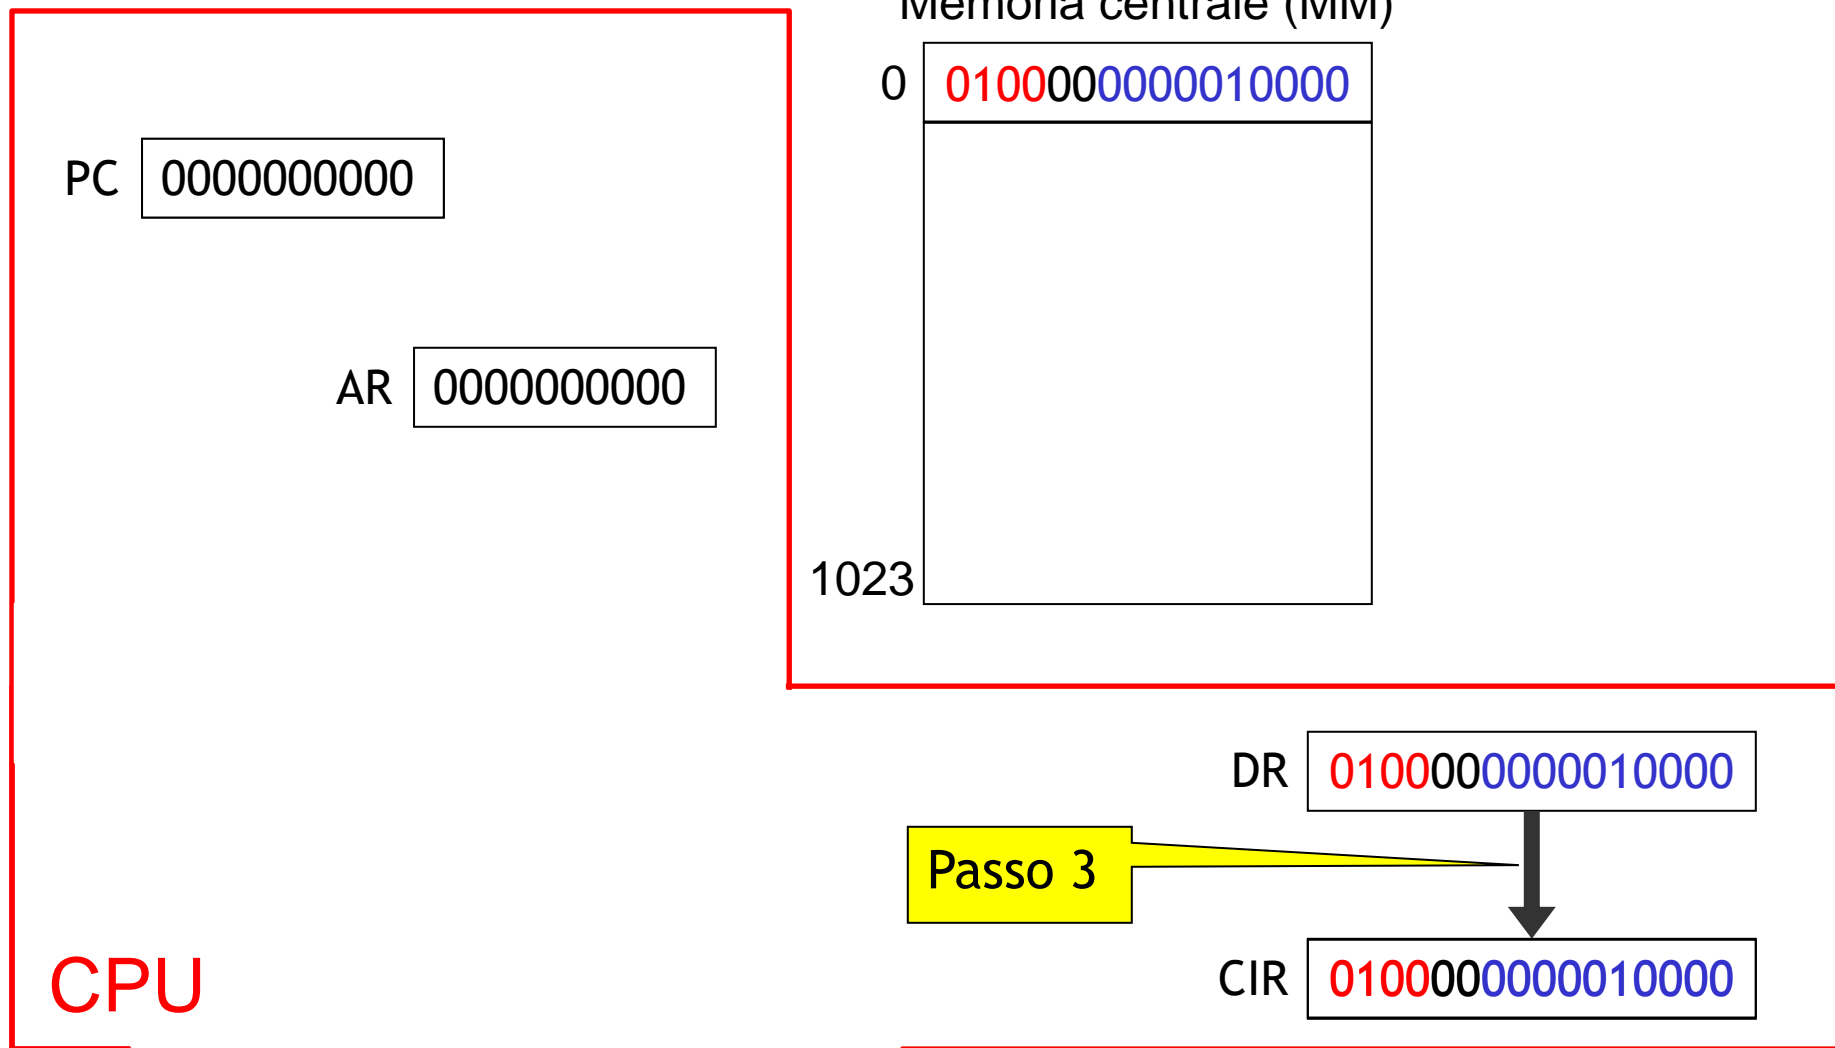 Memoria centrale (MM)
0 0100000000010000
PC 0000000000
AR 0000000000
1023
DR 0100000000010000
Passo 3
CIR 0100000000010000
CPU